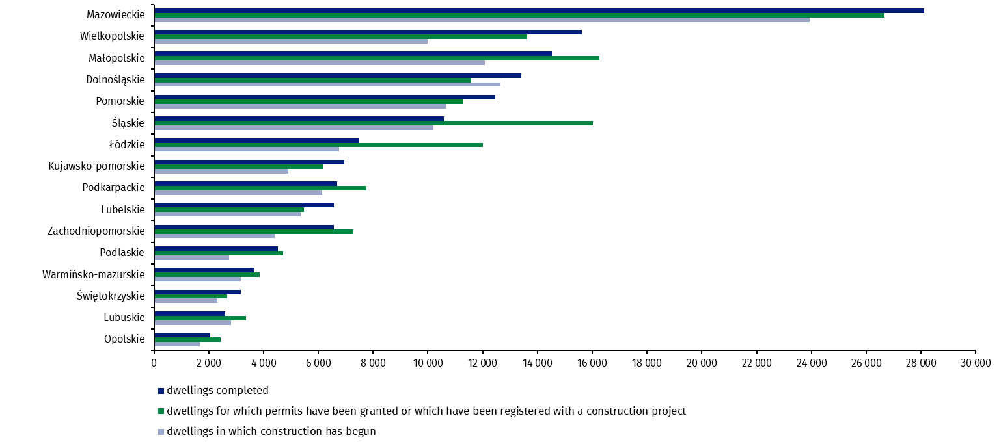 Mazowieckie
Wielkopolskie
Małopolskie
Dolnośląskie
Pomorskie
Śląskie
Łódzkie
Kujawsko-pomorskie
Podkarpackie
Lubelskie
Zachodniopomorskie
Podlaskie
Warmińsko-mazurskie
Świętokrzyskie
Lubuskie
Opolskie
0 2 000 4 000 6 000 8 000 10 000 12 000 14 000 16 000 18 000 20 000 22 000 24 000 26 000 28 000 30 000
dwellings completed
dwellings for which permits have been granted or which have been registered with a construction project
dwellings in which construction has begun